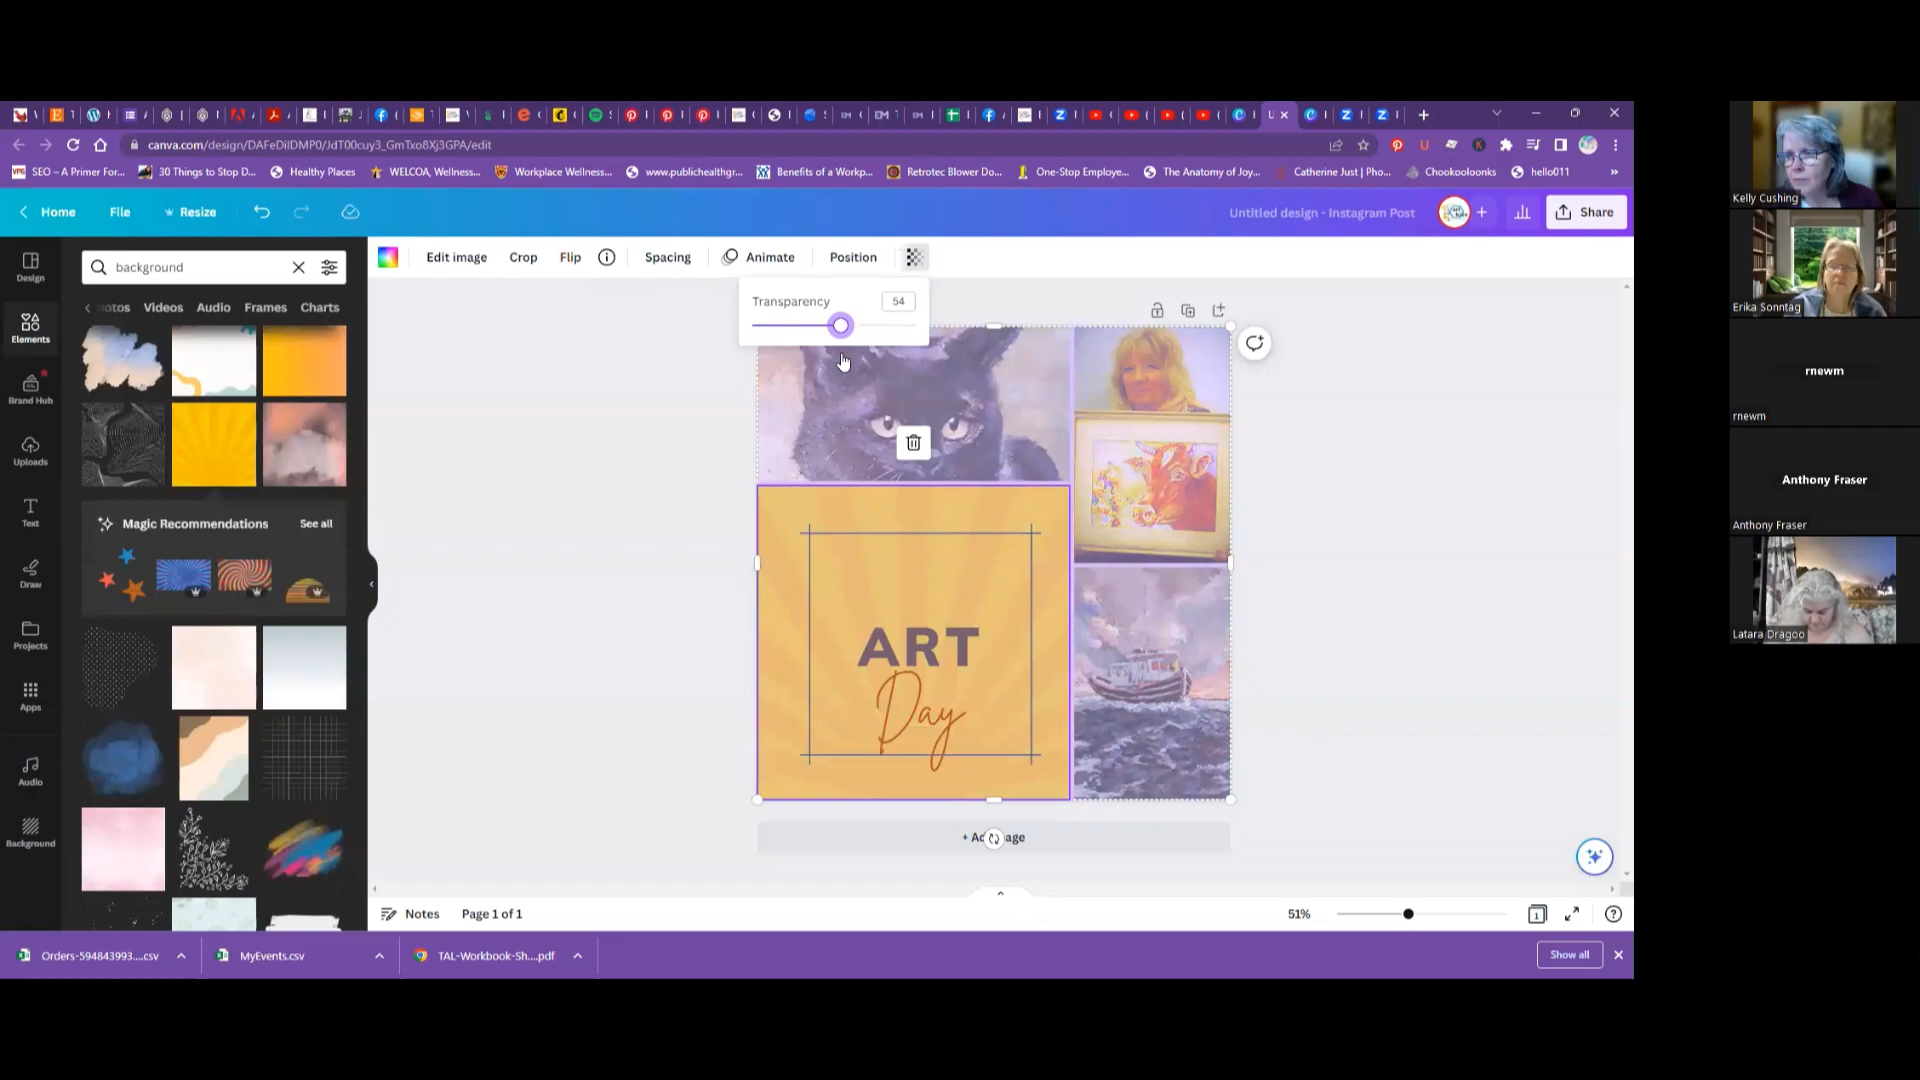 canva.com/design/DAFeDilDMP0/JdT00cuy3_GmTxo8Xj3GPA/edit
SEO – A Primer For...
30 Things to Stop D...
Healthy Places
WELCOA, Wellness...
Workplace Wellness...
www.publichealthgr...
Benefits of a Workp...
Retrotec Blower Do...
One-Stop Employe...
The Anatomy of Joy...
Catherine Just | Pho...
Chookooloonks
hello011
Home
File
Resize
Untitled design - Instagram Post
Share
Design
Elements
Brand Hub
Uploads
Text
Draw
Projects
Apps
Audio
Background
background
otos
Videos
Audio
Frames
Charts
Magic Recommendations
See all
Edit image
Crop
Flip
Spacing
Animate
Position
Transparency
54
ART
Day
+ Ad
age
Notes
Page 1 of 1
51%
1
Orders-594843993....csv
MyEvents.csv
TAL-Workbook-Sh....pdf
Show all
Kelly Cushing
Erika Sonntag
rnewm
rnewm
Anthony Fraser
Anthony Fraser
Latara Dragoo